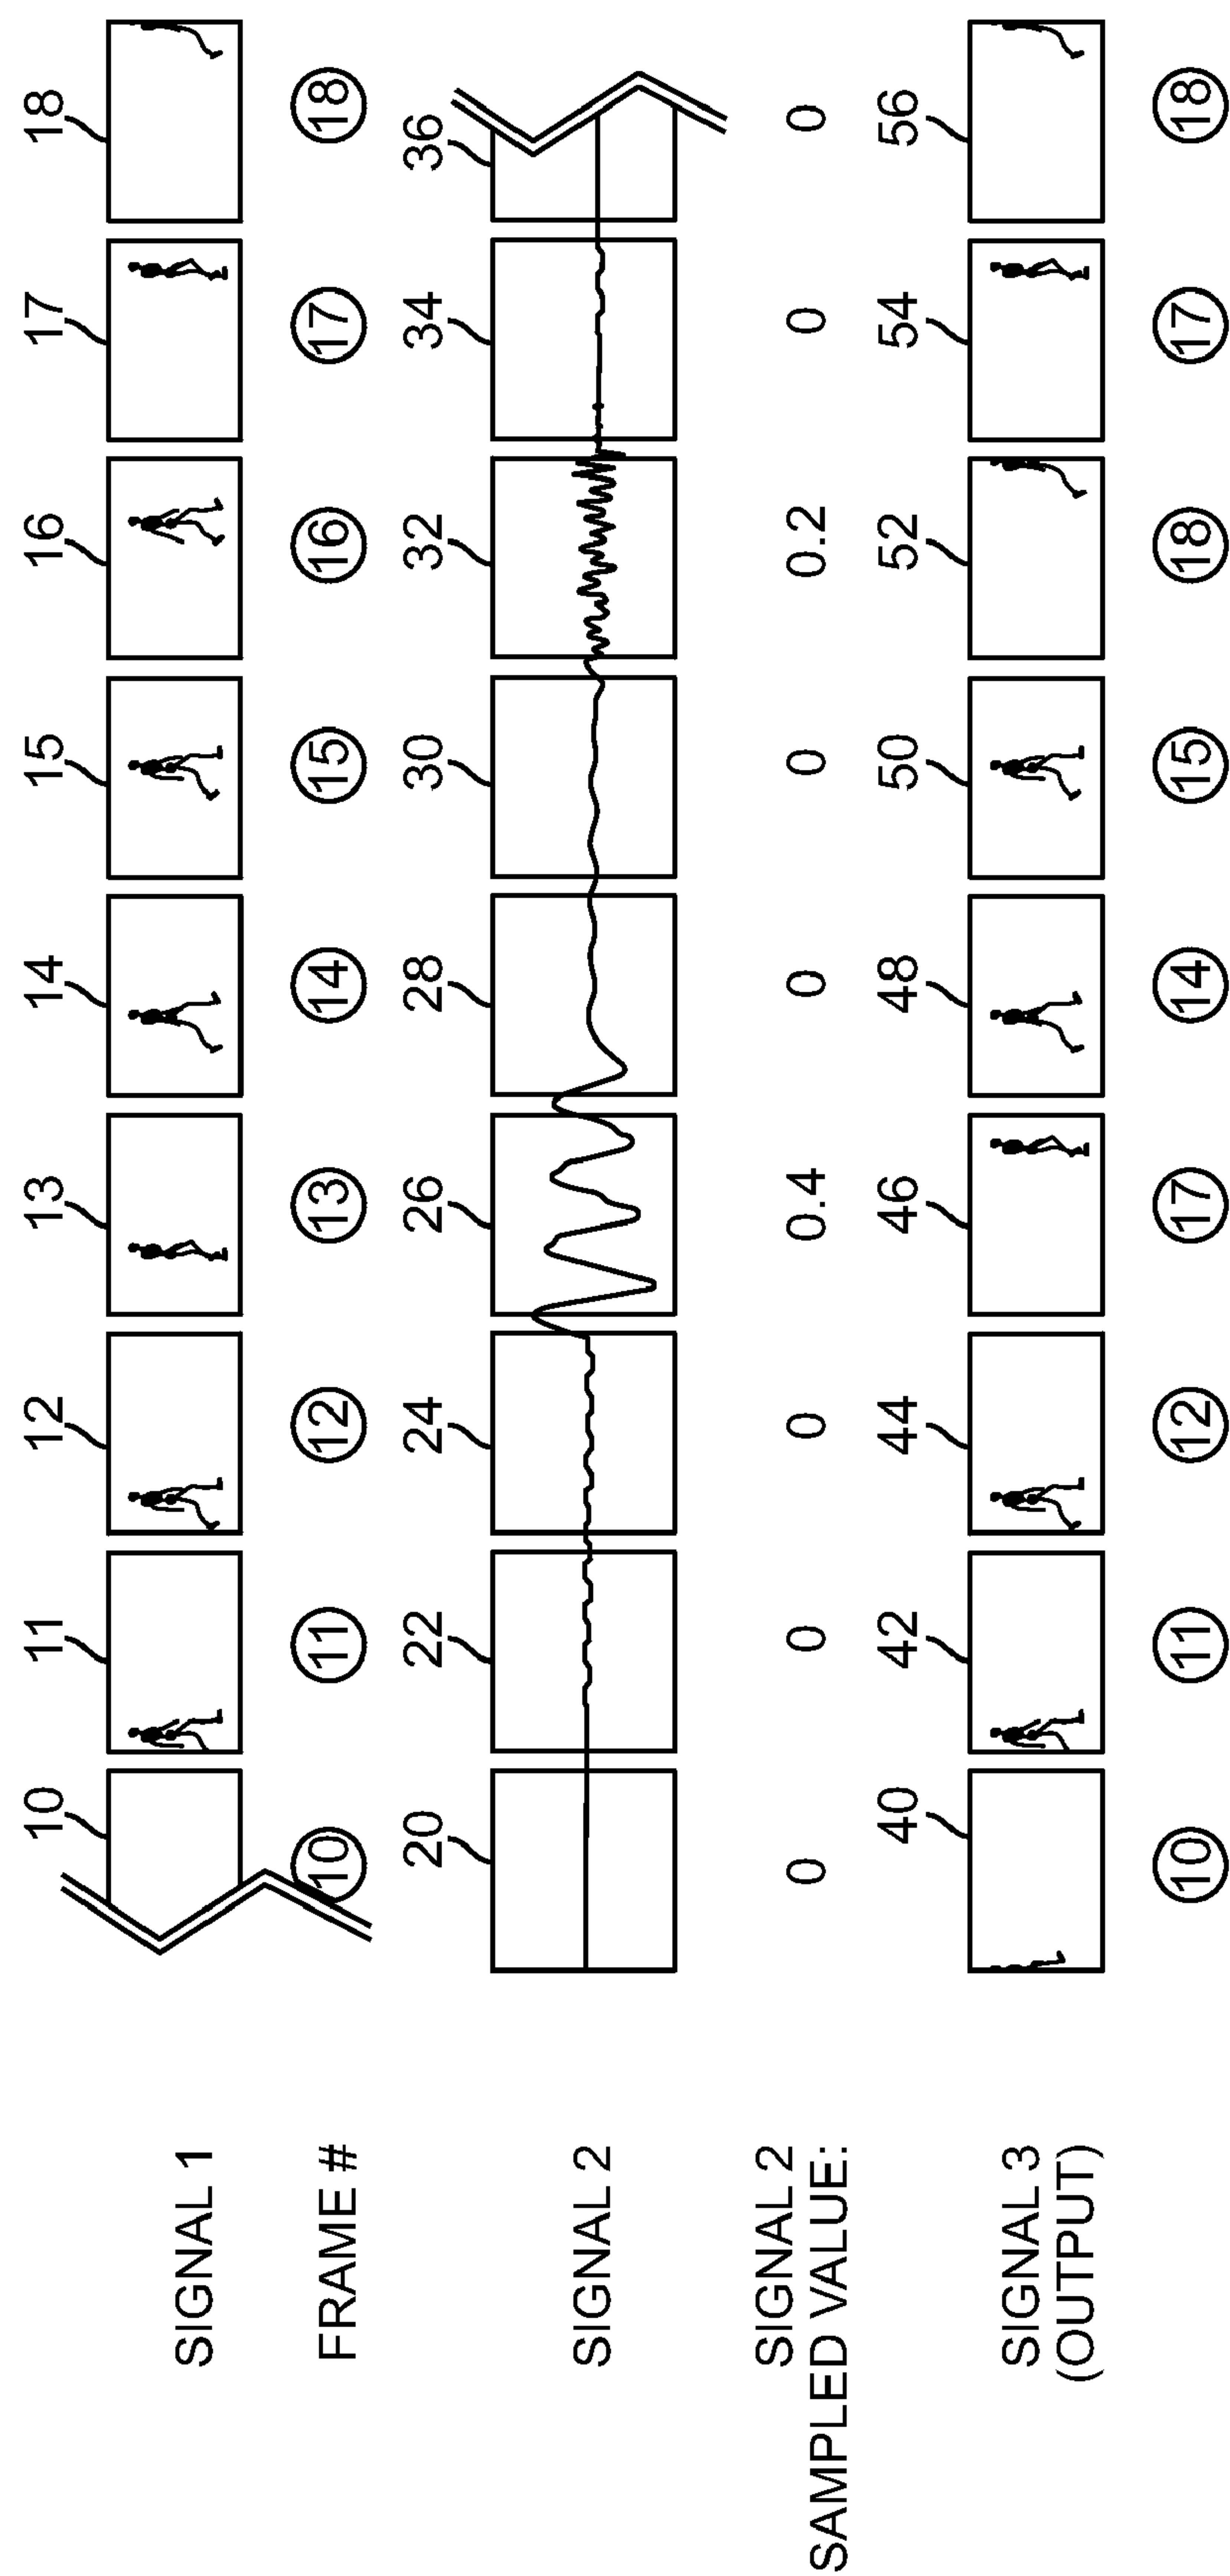 10 11 12 13 14 15 16 17 18
SIGNAL 1
FRAME # 10 11 12 13 14 15 16 17 18
20 22 24 26 28 30 32 34 36
SIGNAL 2
SIGNAL 2
SAMPLED VALUE: 0 0 0 0.4 0 0 0.2 0 0
40 42 44 46 48 50 52 54 56
SIGNAL 3
(OUTPUT)
10 11 12 17 14 15 18 17 18